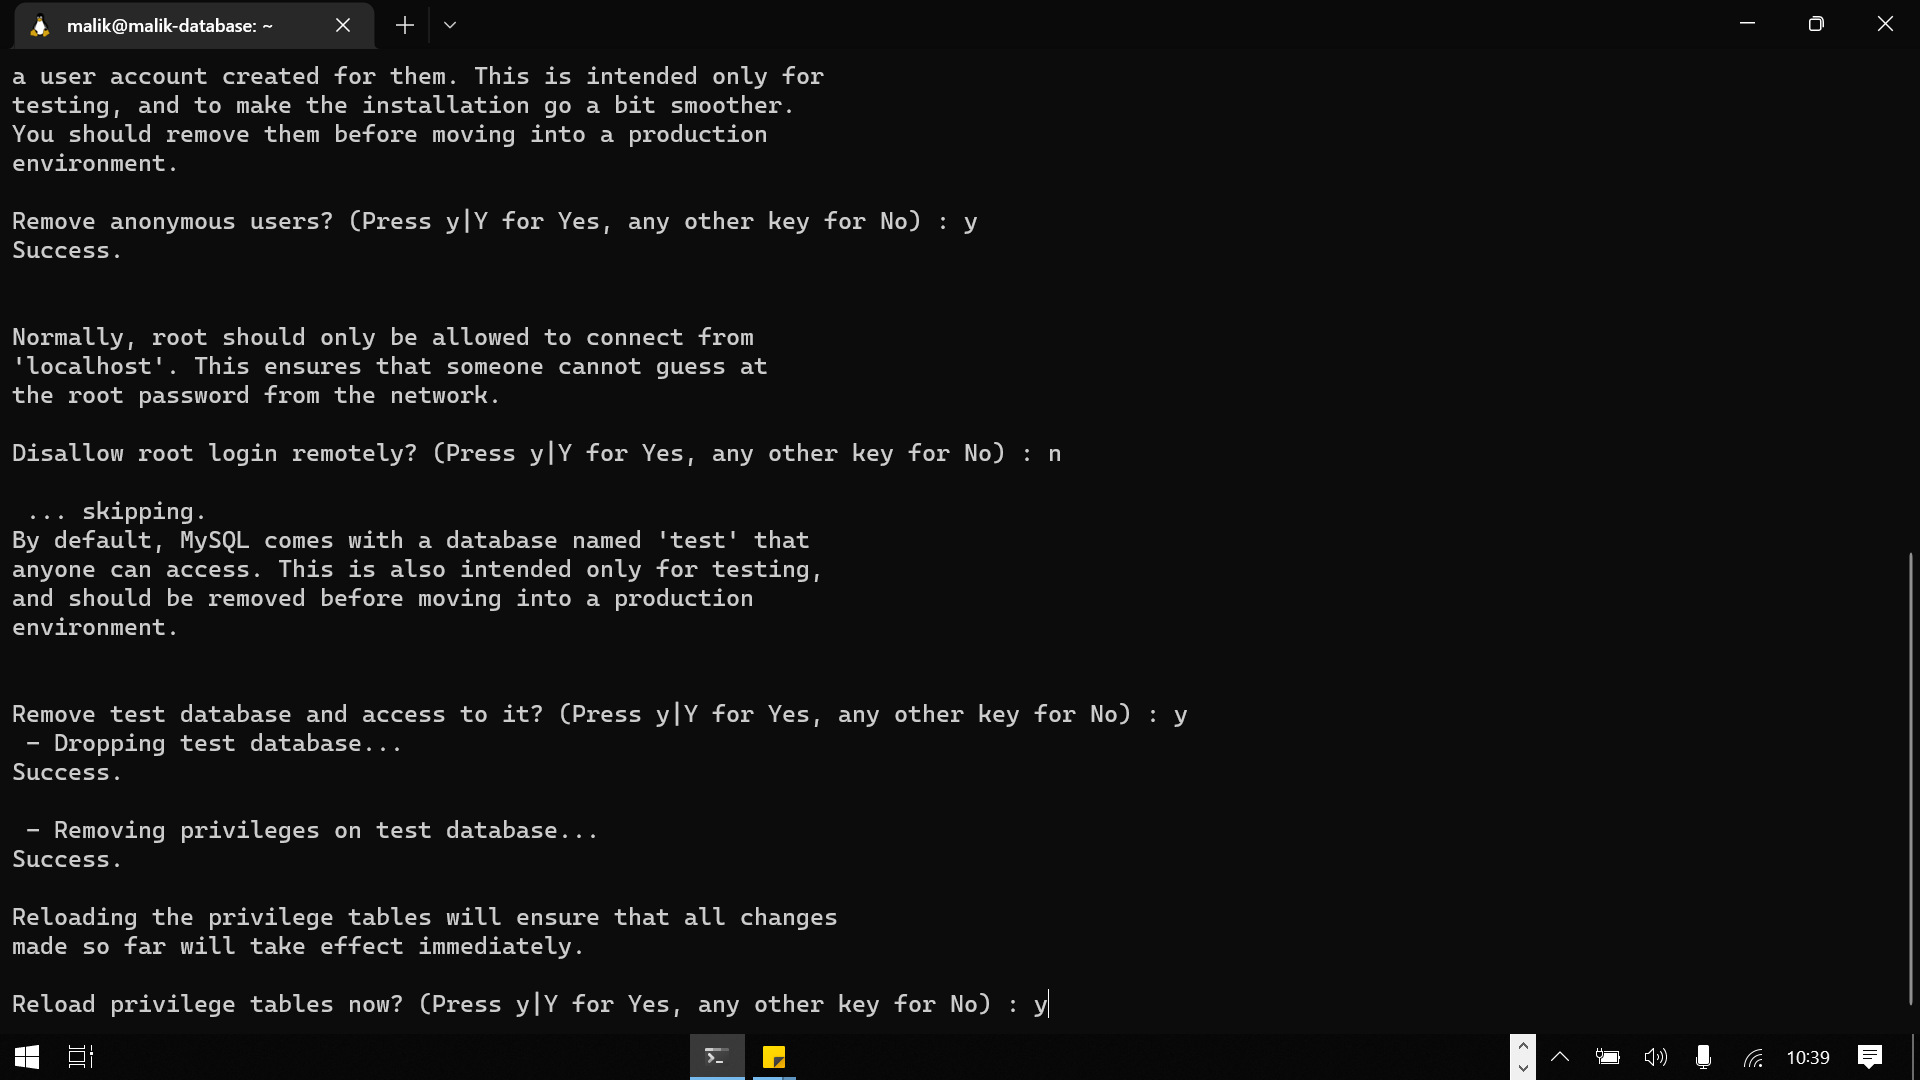 malik@malik-database: ~
a user account created for them. This is intended only for
testing, and to make the installation go a bit smoother.
You should remove them before moving into a production
environment.
Remove anonymous users? (Press y|Y for Yes, any other key for No) : y
Success.
Normally, root should only be allowed to connect from
'localhost'. This ensures that someone cannot guess at
the root password from the network.
Disallow root login remotely? (Press y|Y for Yes, any other key for No) : n
 ... skipping.
By default, MySQL comes with a database named 'test' that
anyone can access. This is also intended only for testing,
and should be removed before moving into a production
environment.
Remove test database and access to it? (Press y|Y for Yes, any other key for No) : y
 - Dropping test database...
Success.
 - Removing privileges on test database...
Success.
Reloading the privilege tables will ensure that all changes
made so far will take effect immediately.
Reload privilege tables now? (Press y|Y for Yes, any other key for No) : y
10:39